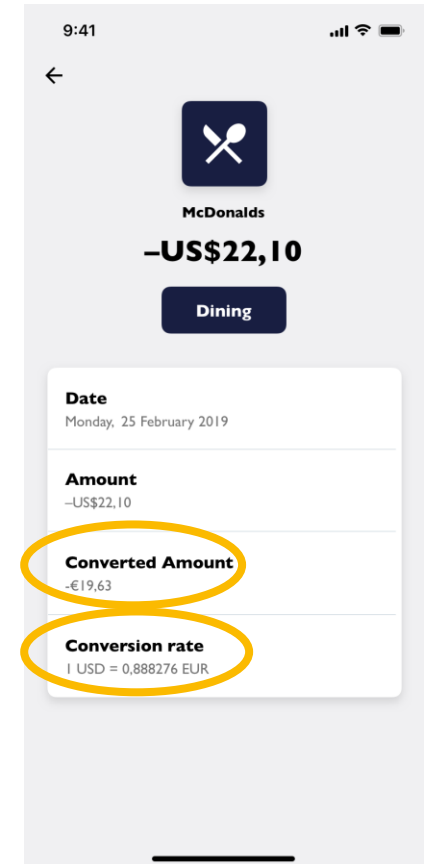 9:41
McDonalds
–US$22,10
Dining
Date
Monday, 25 February 2019
Amount
–US$22,10
Converted Amount
-€19,63
Conversion rate
1 USD = 0,888276 EUR